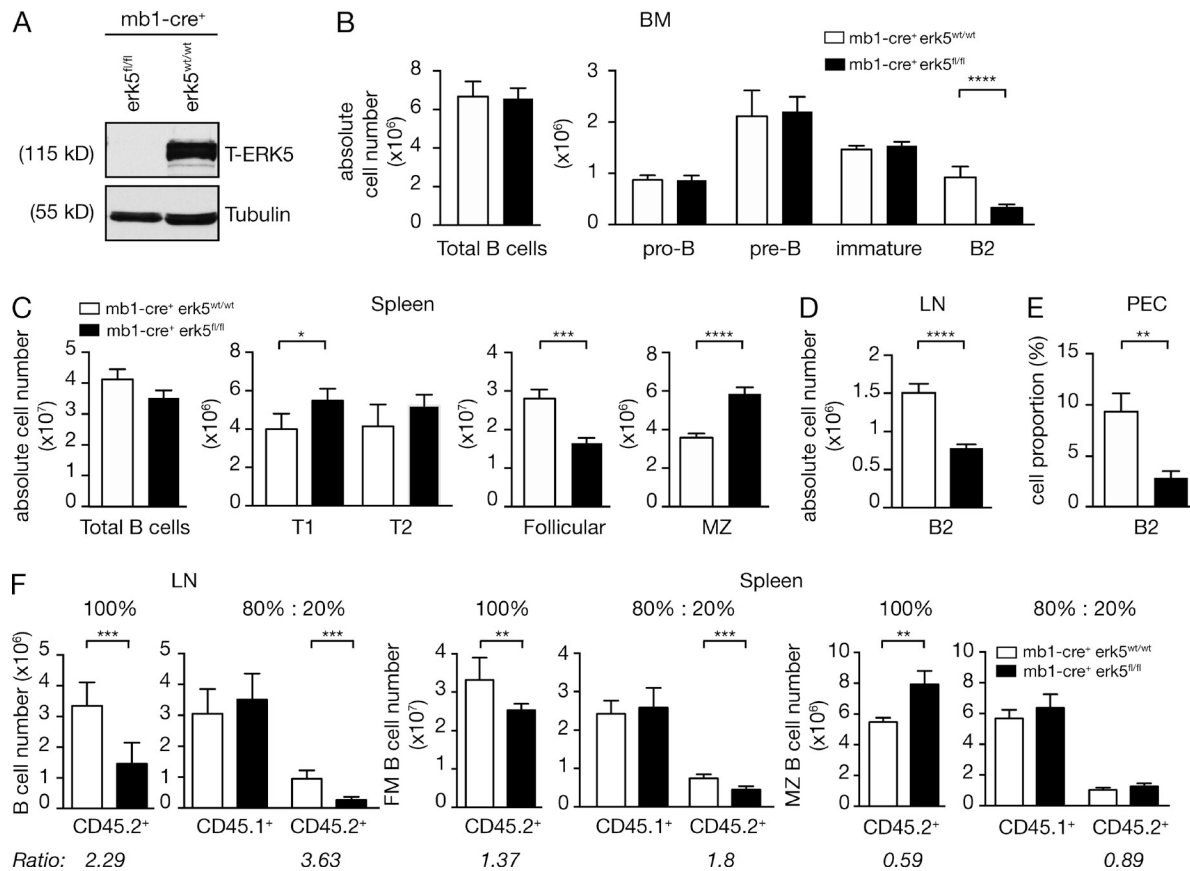 A
mb1-cre⁺
erk5ᶠˡ/ᶠˡ
erk5ʷᵗ/ʷᵗ
(115 kD)
T-ERK5
(55 kD)
Tubulin
B
BM
mb1-cre⁺ erk5ʷᵗ/ʷᵗ
mb1-cre⁺ erk5ᶠˡ/ᶠˡ
absolute
cell number
(x10⁶)
8
6
4
2
0
Total B cells
3
2
1
0
****
pro-B pre-B immature B2
C
Spleen
mb1-cre⁺ erk5ʷᵗ/ʷᵗ
mb1-cre⁺ erk5ᶠˡ/ᶠˡ
absolute cell number
(x10⁷)
5
4
3
2
1
0
Total B cells
(x10⁶)
8
6
4
2
0
*
T1 T2
(x10⁷)
4
3
2
1
0
***
Follicular
(x10⁶)
8
6
4
2
0
****
MZ
D
LN
absolute cell number
(x10⁶)
2
1.5
1
0.5
0
****
B2
E
PEC
cell proportion (%)
15
10
5
0
**
B2
F
LN
100%
B cell number (x10⁶)
5
4
3
2
1
0
***
CD45.2⁺
80% : 20%
5
4
3
2
1
0
***
CD45.1⁺ CD45.2⁺
Spleen
100%
FM B cell number
(x10⁷)
5
4
3
2
1
0
**
CD45.2⁺
80% : 20%
5
4
3
2
1
0
***
CD45.1⁺ CD45.2⁺
100%
MZ B cell number
(x10⁶)
10
8
6
4
2
0
**
CD45.2⁺
80% : 20%
mb1-cre⁺ erk5ʷᵗ/ʷᵗ
mb1-cre⁺ erk5ᶠˡ/ᶠˡ
10
8
6
4
2
0
CD45.1⁺ CD45.2⁺
Ratio: 2.29 3.63 1.37 1.8 0.59 0.89